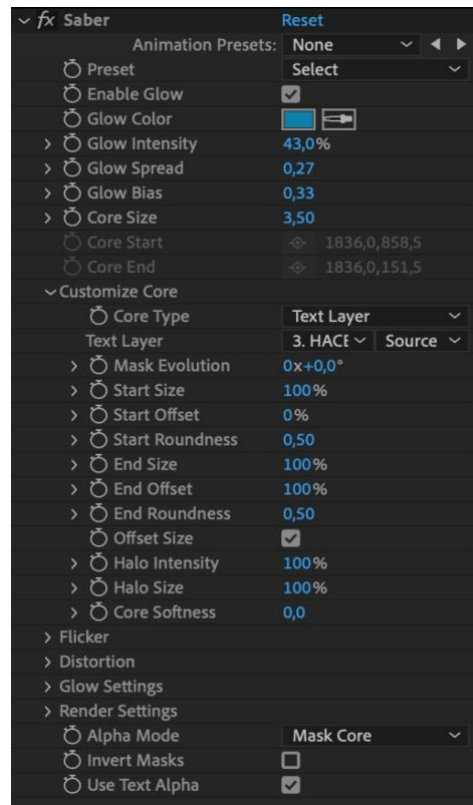 fx Saber Reset
Animation Presets: None
Preset Select
Enable Glow
Glow Color
Glow Intensity 43,0%
Glow Spread 0,27
Glow Bias 0,33
Core Size 3,50
Core Start 1836,0,858,5
Core End 1836,0,151,5
Customize Core
Core Type Text Layer
Text Layer 3. HACE Source
Mask Evolution 0x+0,0°
Start Size 100%
Start Offset 0%
Start Roundness 0,50
End Size 100%
End Offset 100%
End Roundness 0,50
Offset Size
Halo Intensity 100%
Halo Size 100%
Core Softness 0,0
Flicker
Distortion
Glow Settings
Render Settings
Alpha Mode Mask Core
Invert Masks
Use Text Alpha